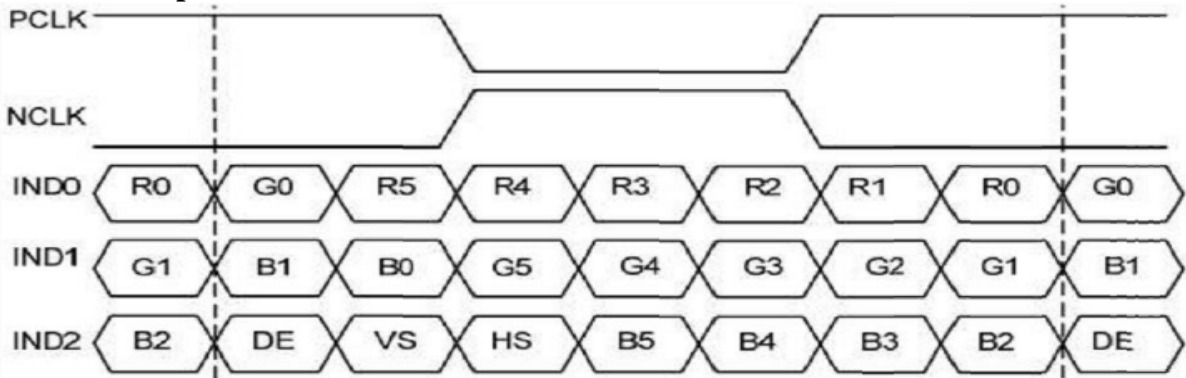 PCLK
NCLK
IND0 R0 G0 R5 R4 R3 R2 R1 R0 G0
IND1 G1 B1 B0 G5 G4 G3 G2 G1 B1
IND2 B2 DE VS HS B5 B4 B3 B2 DE